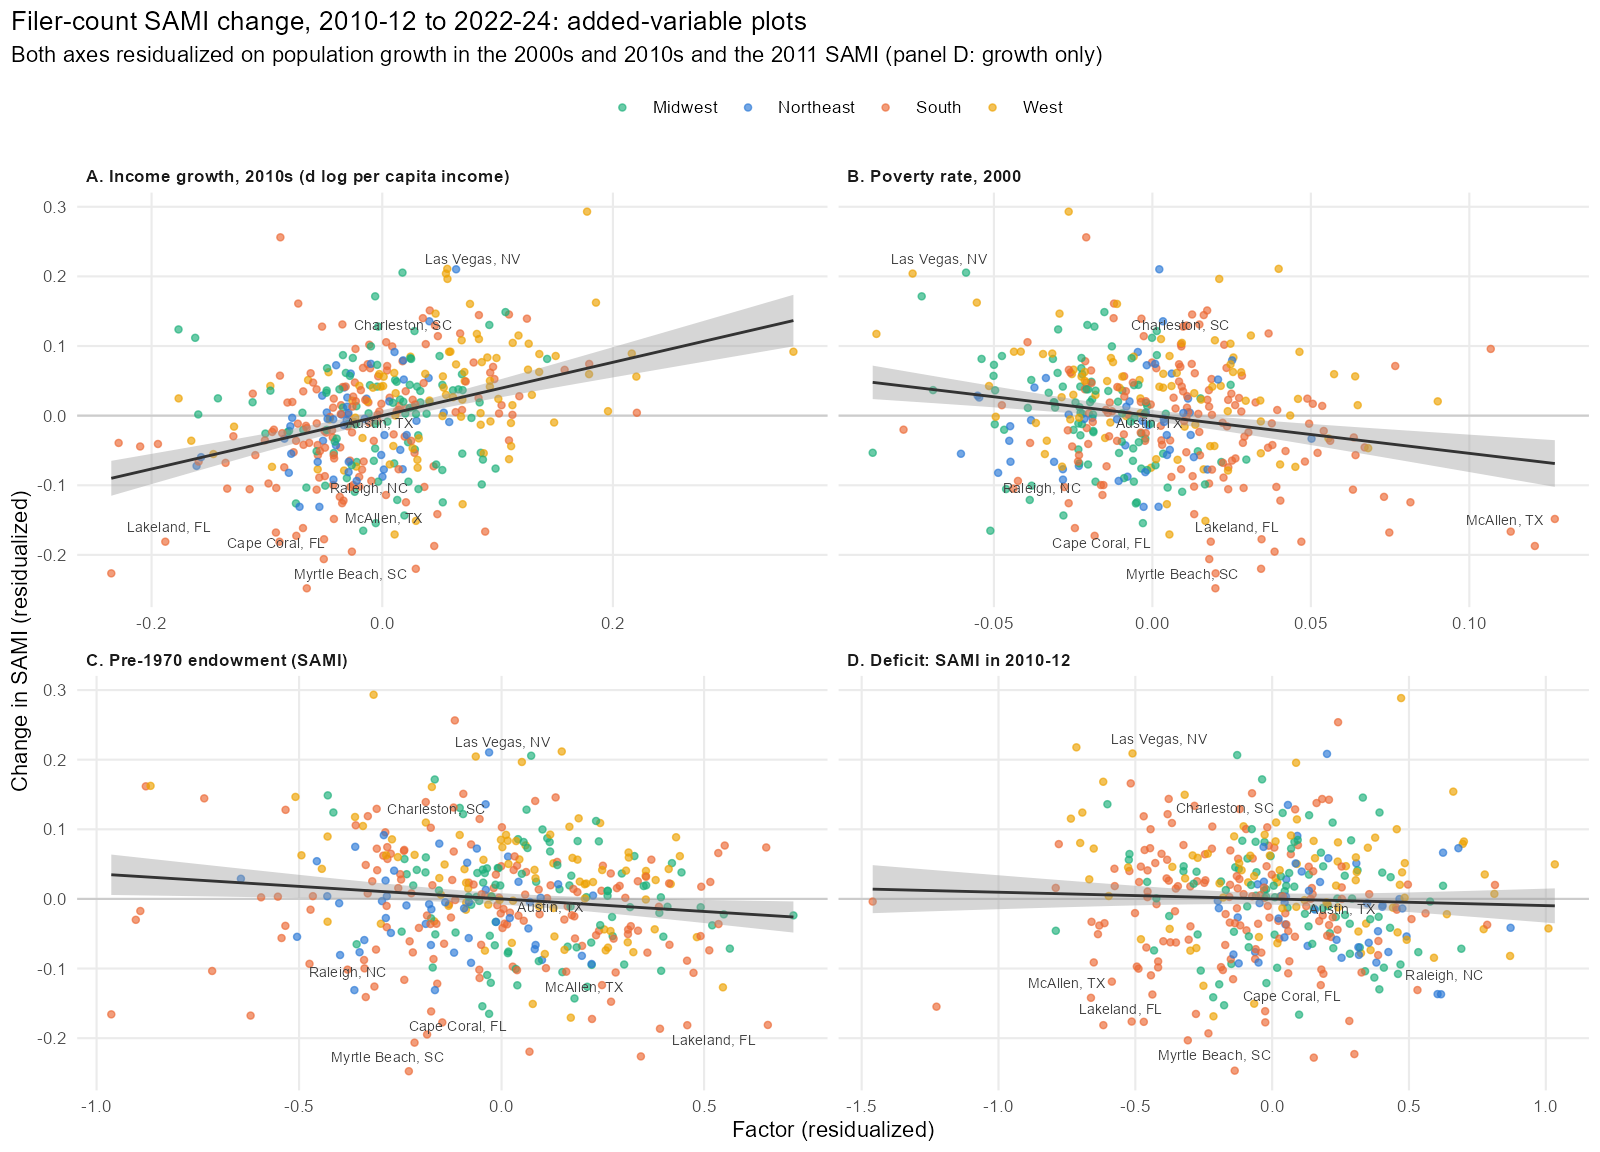 Filer-count SAMI change, 2010-12 to 2022-24: added-variable plots
Both axes residualized on population growth in the 2000s and 2010s and the 2011 SAMI (panel D: growth only)
Midwest Northeast South West
A. Income growth, 2010s (d log per capita income)
0.3
0.2
0.1
0.0
-0.1
-0.2
Las Vegas, NV
Charleston, SC
Austin, TX
Raleigh, NC
McAllen, TX
Lakeland, FL
Cape Coral, FL
Myrtle Beach, SC
-0.2 0.0 0.2
B. Poverty rate, 2000
Las Vegas, NV
Charleston, SC
Austin, TX
Raleigh, NC
McAllen, TX
Lakeland, FL
Cape Coral, FL
Myrtle Beach, SC
-0.05 0.00 0.05 0.10
C. Pre-1970 endowment (SAMI)
0.3
0.2
0.1
0.0
-0.1
-0.2
Las Vegas, NV
Charleston, SC
Austin, TX
Raleigh, NC
McAllen, TX
Cape Coral, FL
Lakeland, FL
Myrtle Beach, SC
-1.0 -0.5 0.0 0.5
D. Deficit: SAMI in 2010-12
Las Vegas, NV
Charleston, SC
Austin, TX
Raleigh, NC
McAllen, TX
Cape Coral, FL
Lakeland, FL
Myrtle Beach, SC
-1.5 -1.0 -0.5 0.0 0.5 1.0
Change in SAMI (residualized)
Factor (residualized)